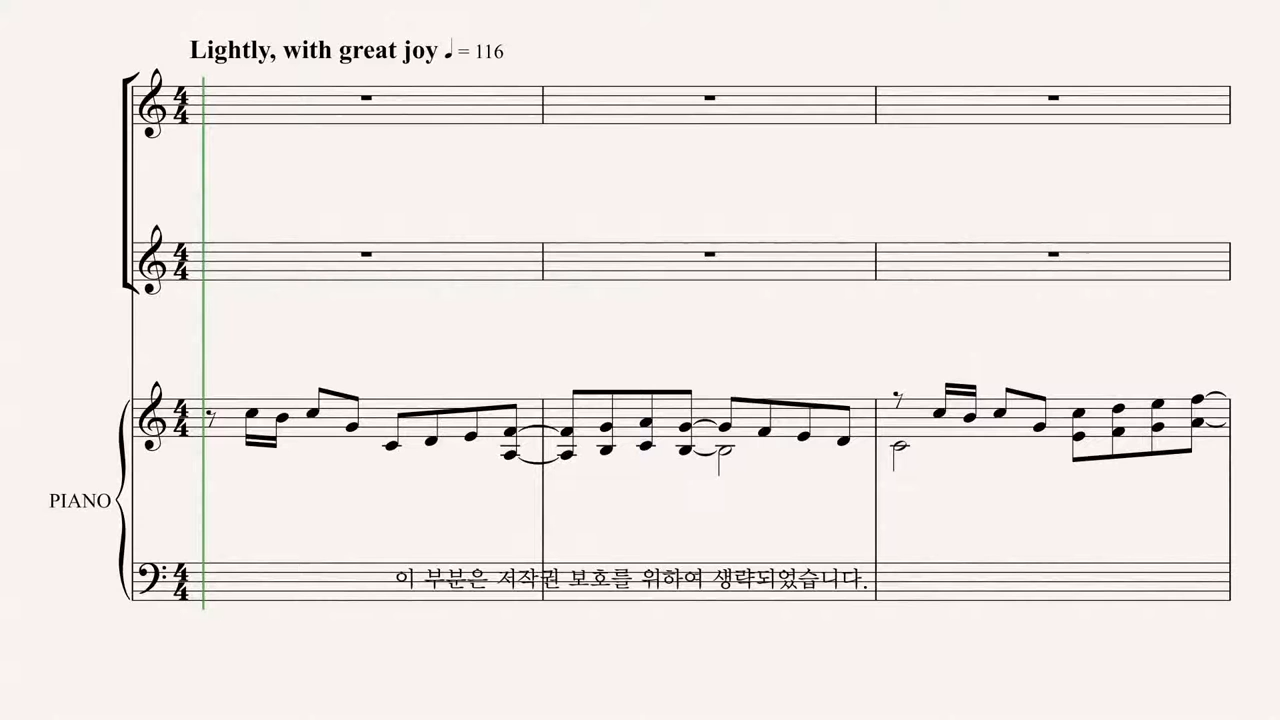 Lightly, with great joy ♩ = 116
PIANO
이 부분은 저작권 보호를 위하여 생략되었습니다.